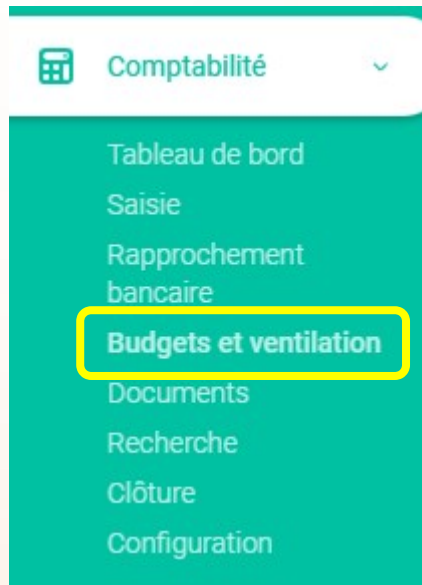 Comptabilité
Tableau de bord
Saisie
Rapprochement
bancaire
Budgets et ventilation
Documents
Recherche
Clôture
Configuration